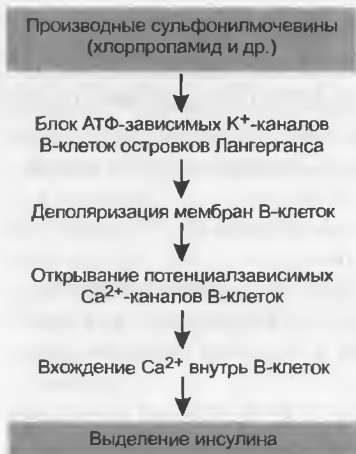 Производные сульфонилмочевины
(хлорпропамид и др.)
Блок АТФ-зависимых K⁺-каналов
В-клеток островков Лангерганса
Деполяризация мембран В-клеток
Открывание потенциалзависимых
Ca²⁺-каналов В-клеток
Вхождение Ca²⁺ внутрь В-клеток
Выделение инсулина